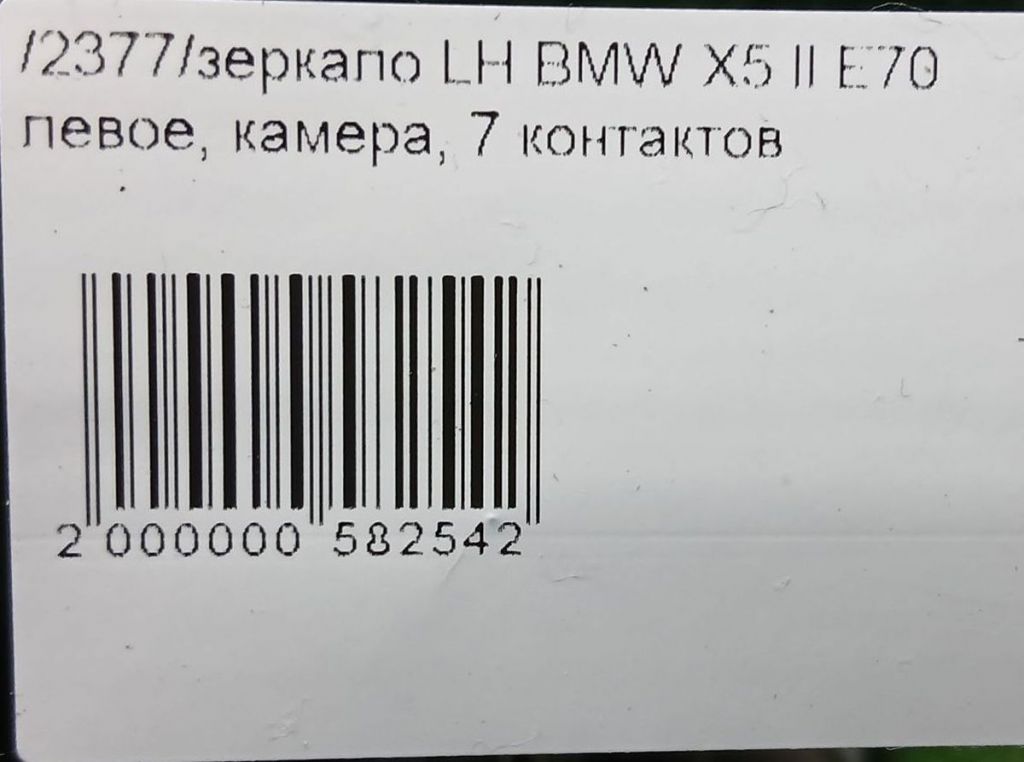 /2377/зеркало LH BMW X5 II E70
левое, камера, 7 контактов
2 000000 582542